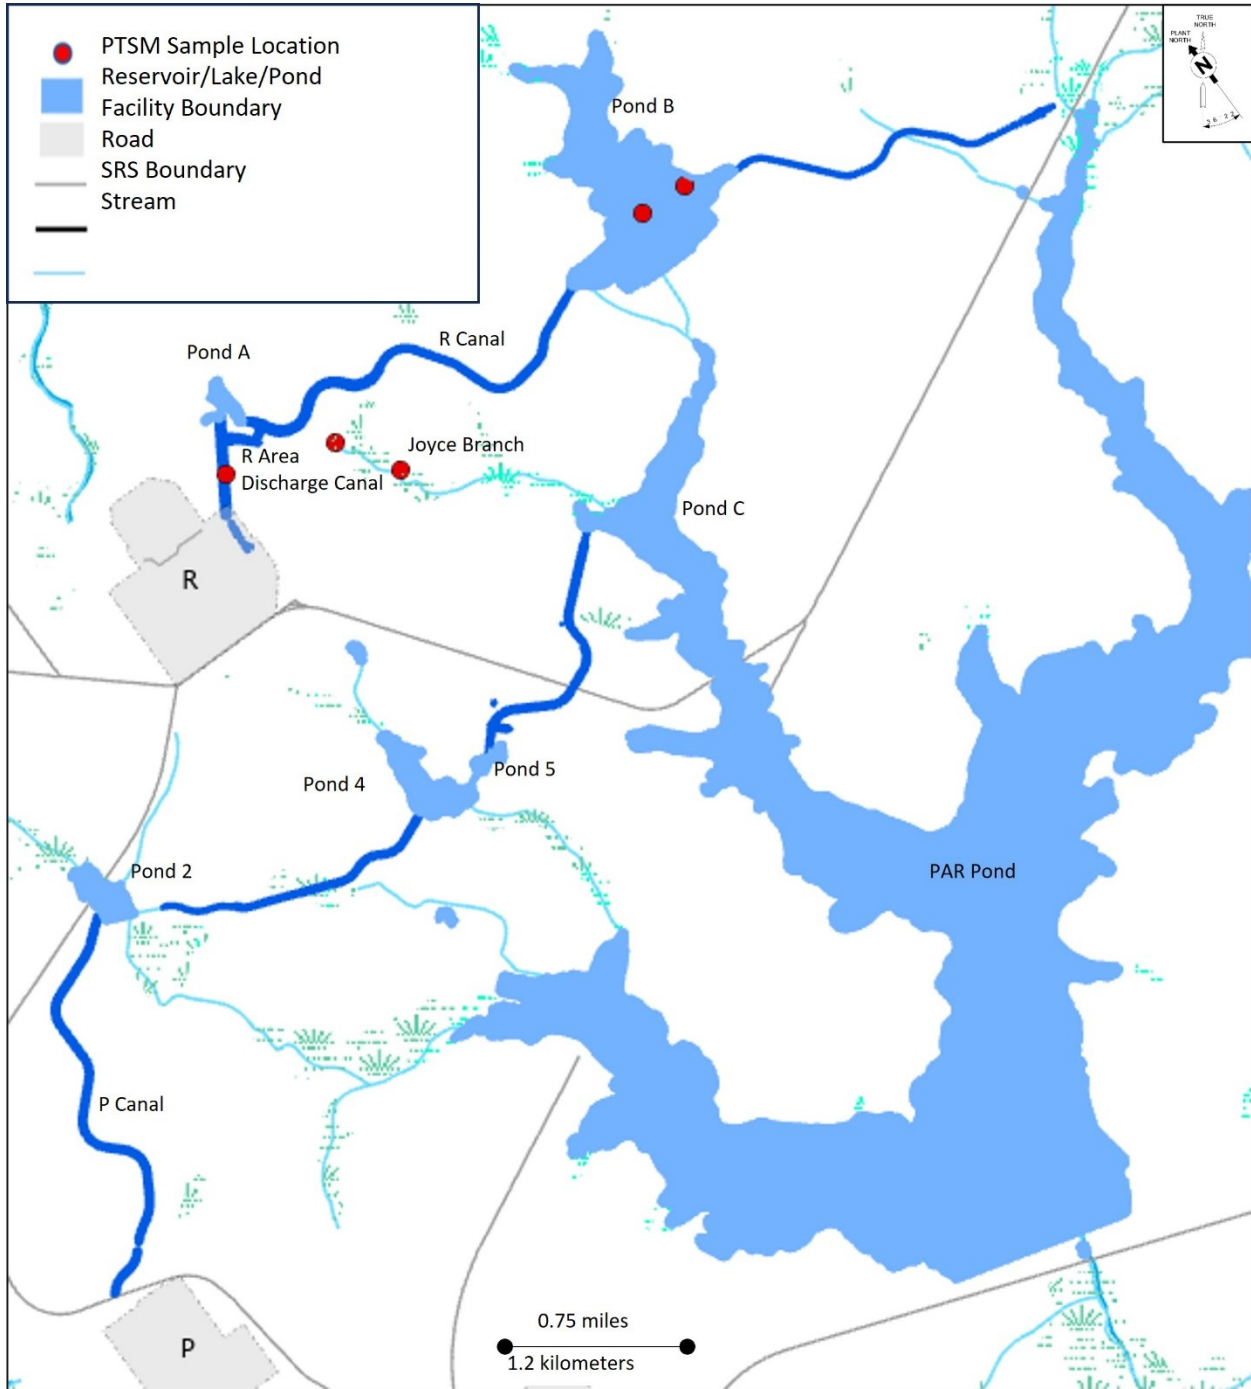 PTSM Sample Location
Reservoir/Lake/Pond
Facility Boundary
Road
SRS Boundary
Stream
TRUE
NORTH
PLANT
NORTH
N
Pond B
R Canal
Pond A
Joyce Branch
R Area
Discharge Canal
Pond C
R
Pond 5
Pond 4
Pond 2
PAR Pond
P Canal
0.75 miles
1.2 kilometers
P